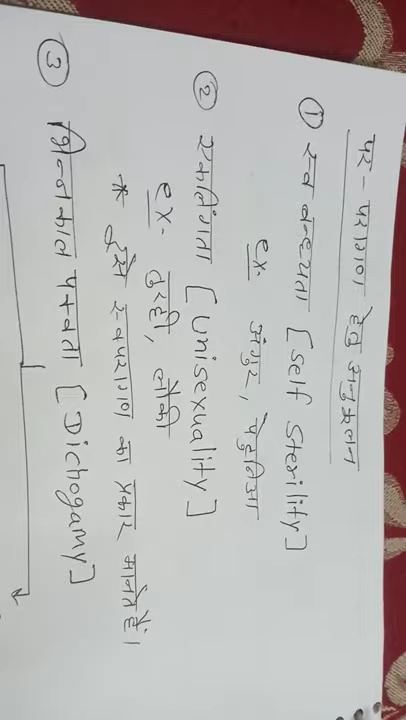 पर-परागण हेतु अनुकूलन
① स्व बन्ध्यता [Self Sterility]
ex. अंगुर, पेटुनिआ
② एकलिंगता [Unisexuality]
ex- तुरही, लौकी
* इसे स्वपरागण का प्रकार मानते हैं।
③ भिन्नकाल पक्वता [Dichogamy]